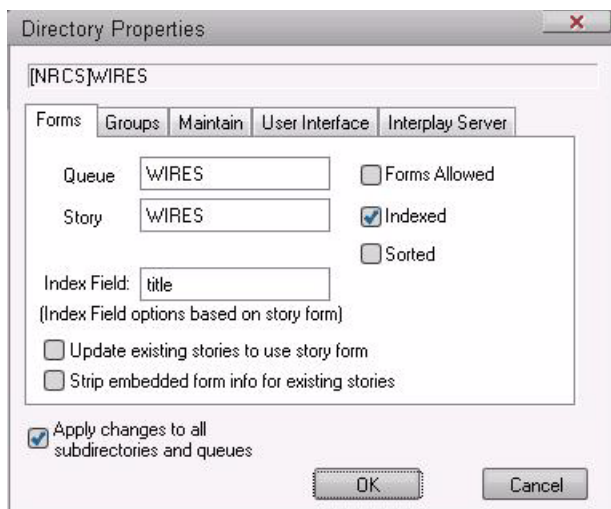 Directory Properties
[NRCS]WIRES
Forms Groups Maintain User Interface Interplay Server
Queue WIRES Forms Allowed
Story WIRES Indexed
Sorted
Index Field: title
(Index Field options based on story form)
Update existing stories to use story form
Strip embedded form info for existing stories
Apply changes to all
subdirectories and queues
OK Cancel